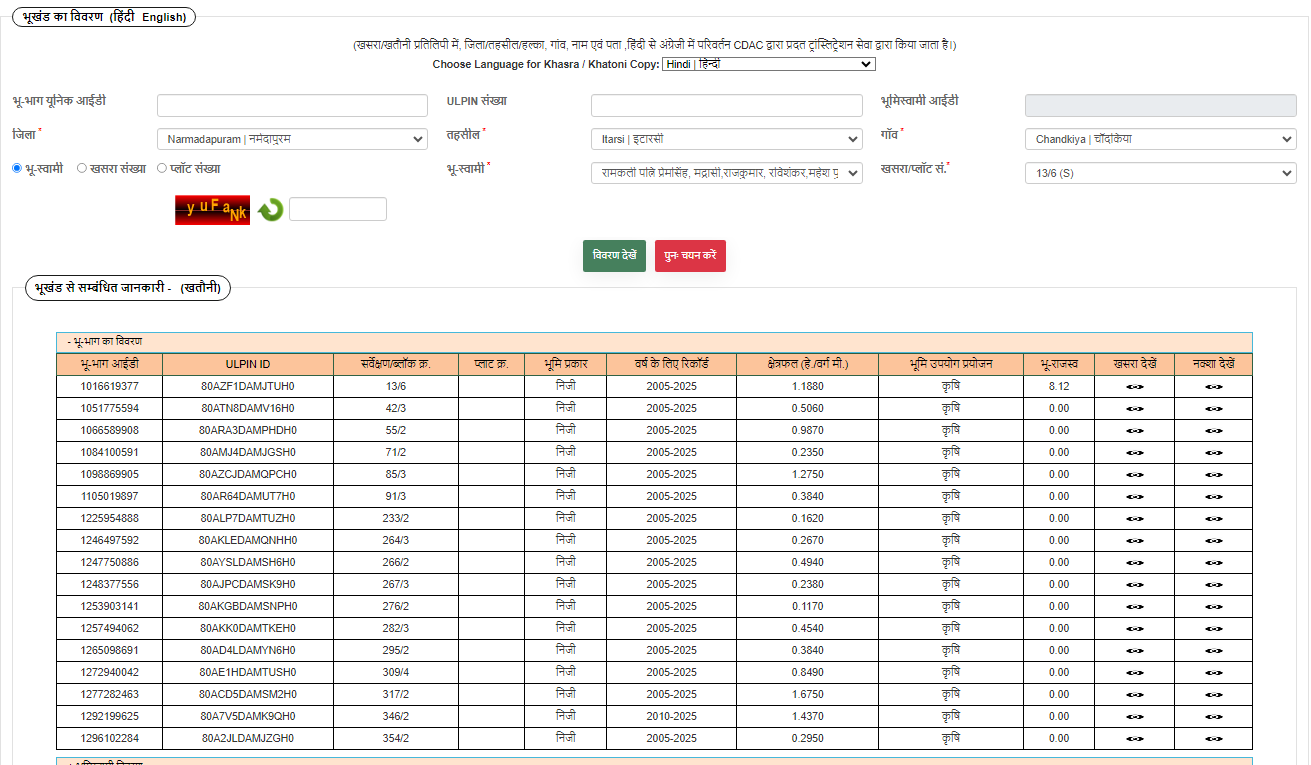 भूखंड का विवरण (हिंदी English)
(खसरा/खतौनी प्रतिलिपी में, जिला/तहसील/हल्का, गांव, नाम एवं पता ,हिंदी से अंग्रेजी में परिवर्तन CDAC द्वारा प्रदत ट्रांस्लिट्रेशन सेवा द्वारा किया जाता है।)
Choose Language for Khasra / Khatoni Copy: Hindi | हिन्दी
भू-भाग यूनिक आईडी ULPIN संख्या भूमिस्वामी आईडी
जिला * Narmadapuram | नर्मदापुरम तहसील * Itarsi | इटारसी गाँव * Chandkiya | चाँदकिया
भू-स्वामी खसरा संख्या प्लॉट संख्या भू-स्वामी * रामकली पत्नि प्रेमसिंह, मद्रासी,राजकुमार, रविशंकर,महेश पु खसरा/प्लॉट सं.* 13/6 (S)
yuFaNk
विवरण देखें पुनः चयन करें
भूखंड से सम्बंधित जानकारी - (खतौनी)
- भू-भाग का विवरण
भू-भाग आईडी ULPIN ID सर्वेक्षण/ब्लॉक क्र. प्लाट क्र. भूमि प्रकार वर्ष के लिए रिकॉर्ड क्षेत्रफल (हे./वर्ग मी.) भूमि उपयोग प्रयोजन भू-राजस्व खसरा देखें नक्शा देखें
1016619377 80AZF1DAMJTUH0 13/6 निजी 2005-2025 1.1880 कृषि 8.12
1051775594 80ATN8DAMV16H0 42/3 निजी 2005-2025 0.5060 कृषि 0.00
1066589908 80ARA3DAMPHDH0 55/2 निजी 2005-2025 0.9870 कृषि 0.00
1084100591 80AMJ4DAMJGSH0 71/2 निजी 2005-2025 0.2350 कृषि 0.00
1098869905 80AZCJDAMQPCH0 85/3 निजी 2005-2025 1.2750 कृषि 0.00
1105019897 80AR64DAMUT7H0 91/3 निजी 2005-2025 0.3840 कृषि 0.00
1225954888 80ALP7DAMTUZH0 233/2 निजी 2005-2025 0.1620 कृषि 0.00
1246497592 80AKLEDAMQNHH0 264/3 निजी 2005-2025 0.2670 कृषि 0.00
1247750886 80AYSLDAMSH6H0 266/2 निजी 2005-2025 0.4940 कृषि 0.00
1248377556 80AJPCDAMSK9H0 267/3 निजी 2005-2025 0.2380 कृषि 0.00
1253903141 80AKGBDAMSNPH0 276/2 निजी 2005-2025 0.1170 कृषि 0.00
1257494062 80AKK0DAMTKEH0 282/3 निजी 2005-2025 0.4540 कृषि 0.00
1265098691 80AD4LDAMYN6H0 295/2 निजी 2005-2025 0.3840 कृषि 0.00
1272940042 80AE1HDAMTUSH0 309/4 निजी 2005-2025 0.8490 कृषि 0.00
1277282463 80ACD5DAMSM2H0 317/2 निजी 2005-2025 1.6750 कृषि 0.00
1292199625 80A7V5DAMK9QH0 346/2 निजी 2010-2025 1.4370 कृषि 0.00
1296102284 80A2JLDAMJZGH0 354/2 निजी 2005-2025 0.2950 कृषि 0.00